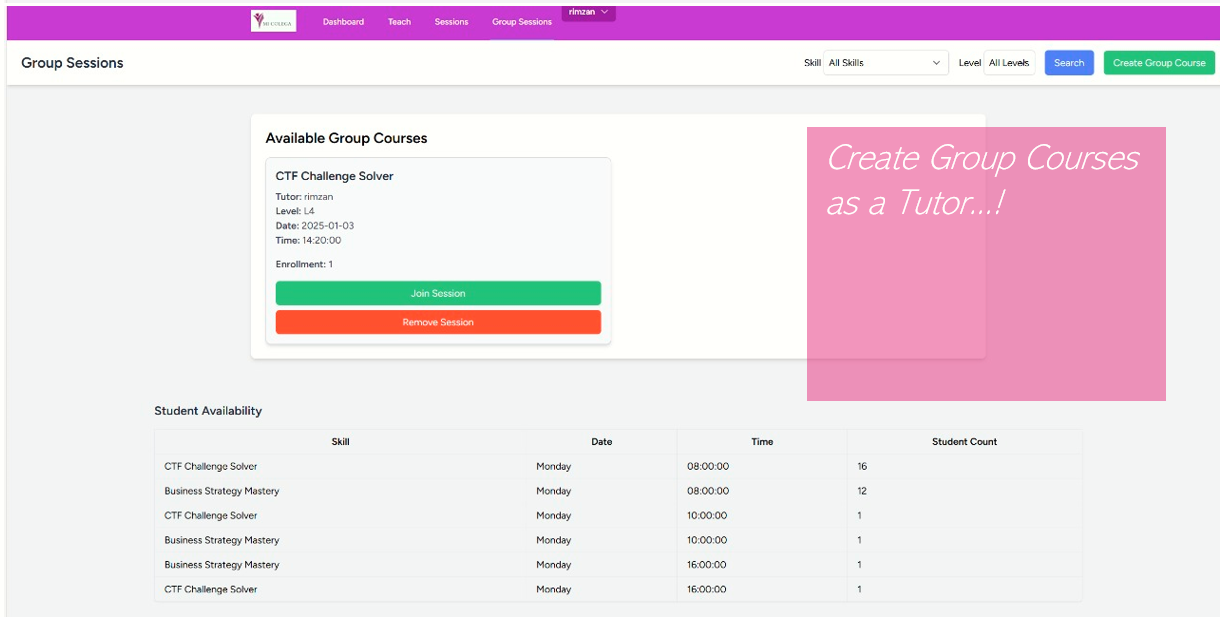 MI COLEGA
Dashboard Teach Sessions Group Sessions rimzan
Group Sessions Skill All Skills Level All Levels Search Create Group Course
Available Group Courses
CTF Challenge Solver
Tutor: rimzan
Level: L4
Date: 2025-01-03
Time: 14:20:00
Enrollment: 1
Join Session
Remove Session
Create Group Courses
as a Tutor...!
Student Availability
Skill Date Time Student Count
CTF Challenge Solver Monday 08:00:00 16
Business Strategy Mastery Monday 08:00:00 12
CTF Challenge Solver Monday 10:00:00 1
Business Strategy Mastery Monday 10:00:00 1
Business Strategy Mastery Monday 16:00:00 1
CTF Challenge Solver Monday 16:00:00 1